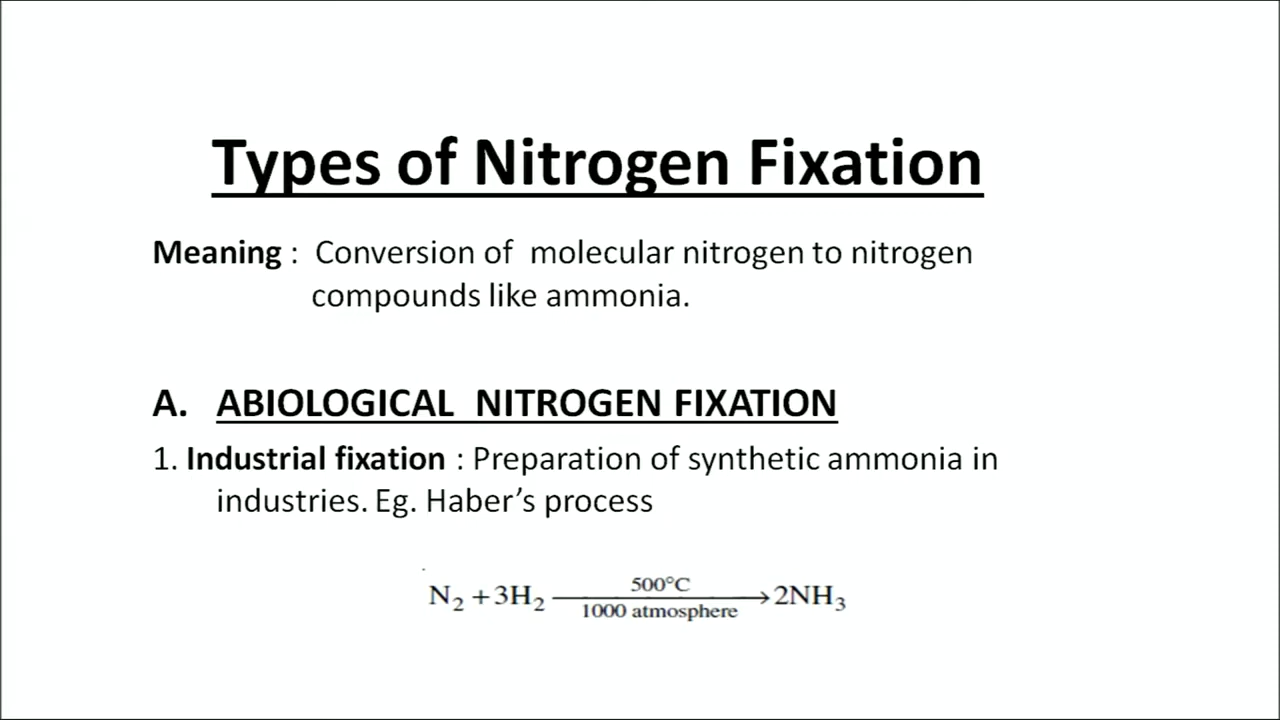 Types of Nitrogen Fixation
Meaning : Conversion of molecular nitrogen to nitrogen
compounds like ammonia.
A. ABIOLOGICAL NITROGEN FIXATION
1. Industrial fixation : Preparation of synthetic ammonia in
industries. Eg. Haber’s process
500°C
N₂ + 3H₂ ⟶ 2NH₃
1000 atmosphere